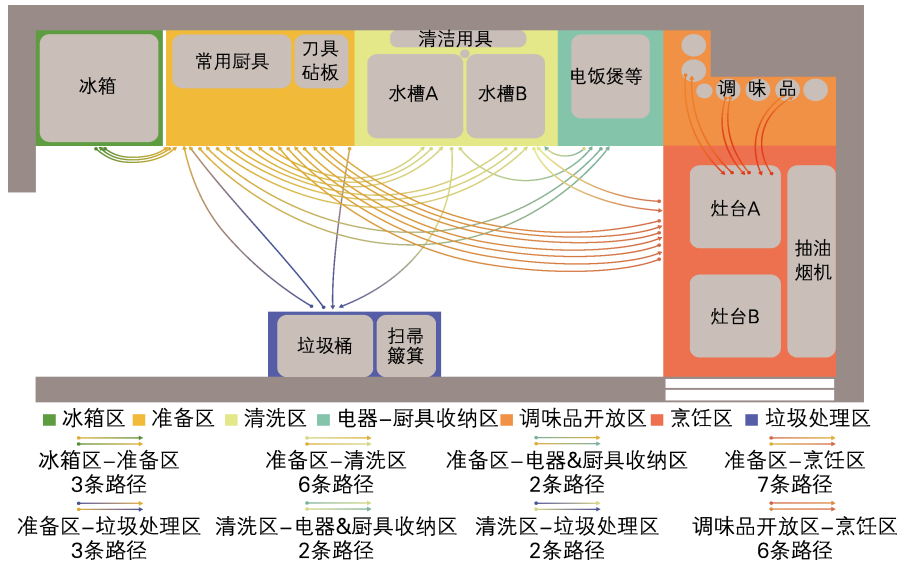 冰箱
常用厨具
刀具
砧板
清洁用具
水槽A
水槽B
电饭煲等
调 味 品
灶台A
抽油
烟机
灶台B
垃圾桶
扫帚
簸箕
冰箱区
准备区
清洗区
电器-厨具收纳区
调味品开放区
烹饪区
垃圾处理区
冰箱区-准备区
3条路径
准备区-清洗区
6条路径
准备区-电器&厨具收纳区
2条路径
准备区-烹饪区
7条路径
准备区-垃圾处理区
3条路径
清洗区-电器&厨具收纳区
2条路径
清洗区-垃圾处理区
2条路径
调味品开放区-烹饪区
6条路径